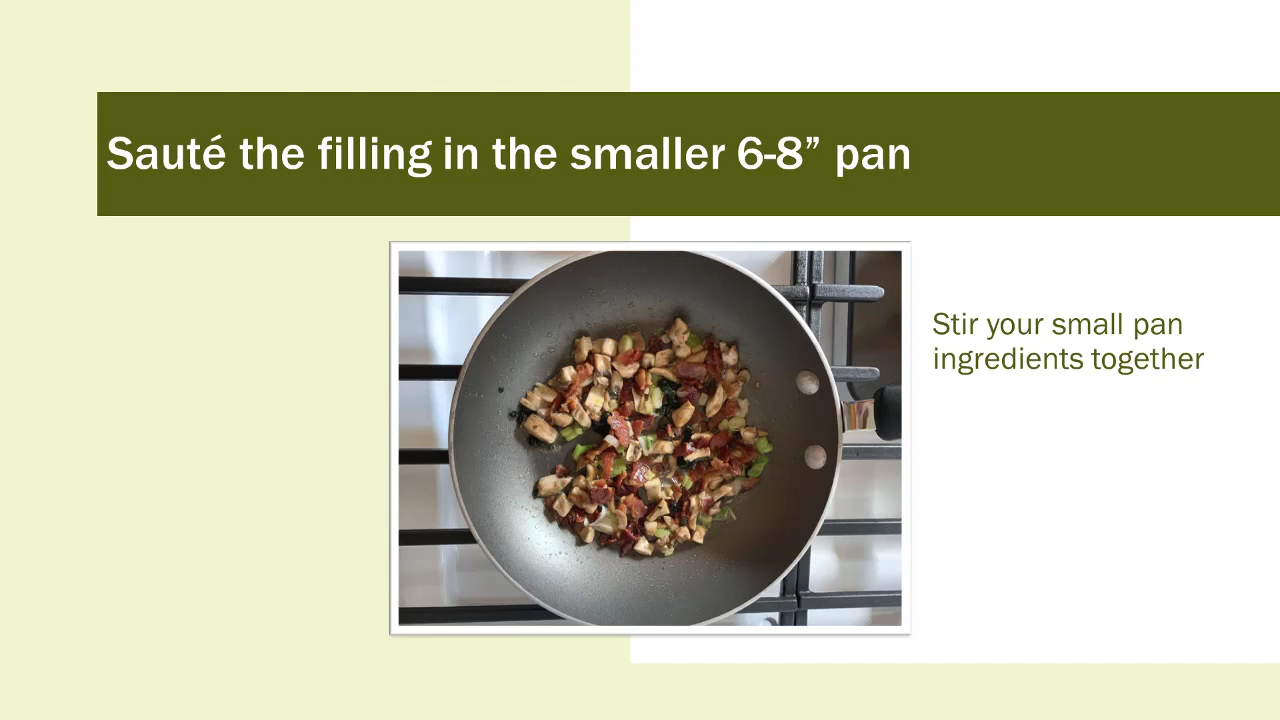 Sauté the filling in the smaller 6-8” pan
Stir your small pan
ingredients together